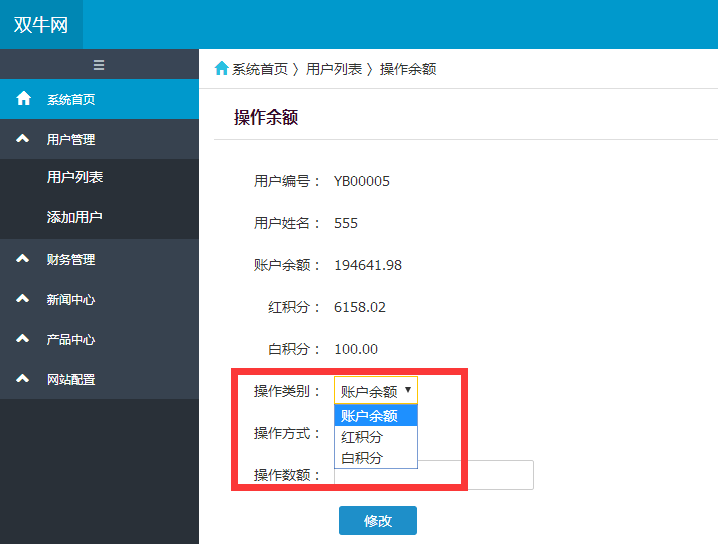 双牛网
系统首页 〉 用户列表 〉 操作余额
系统首页
用户管理
用户列表
添加用户
财务管理
新闻中心
产品中心
网站配置
操作余额
用户编号： YB00005
用户姓名： 555
账户余额： 194641.98
红积分： 6158.02
白积分： 100.00
操作类别： 账户余额
账户余额
操作方式： 红积分
白积分
操作数额：
修改